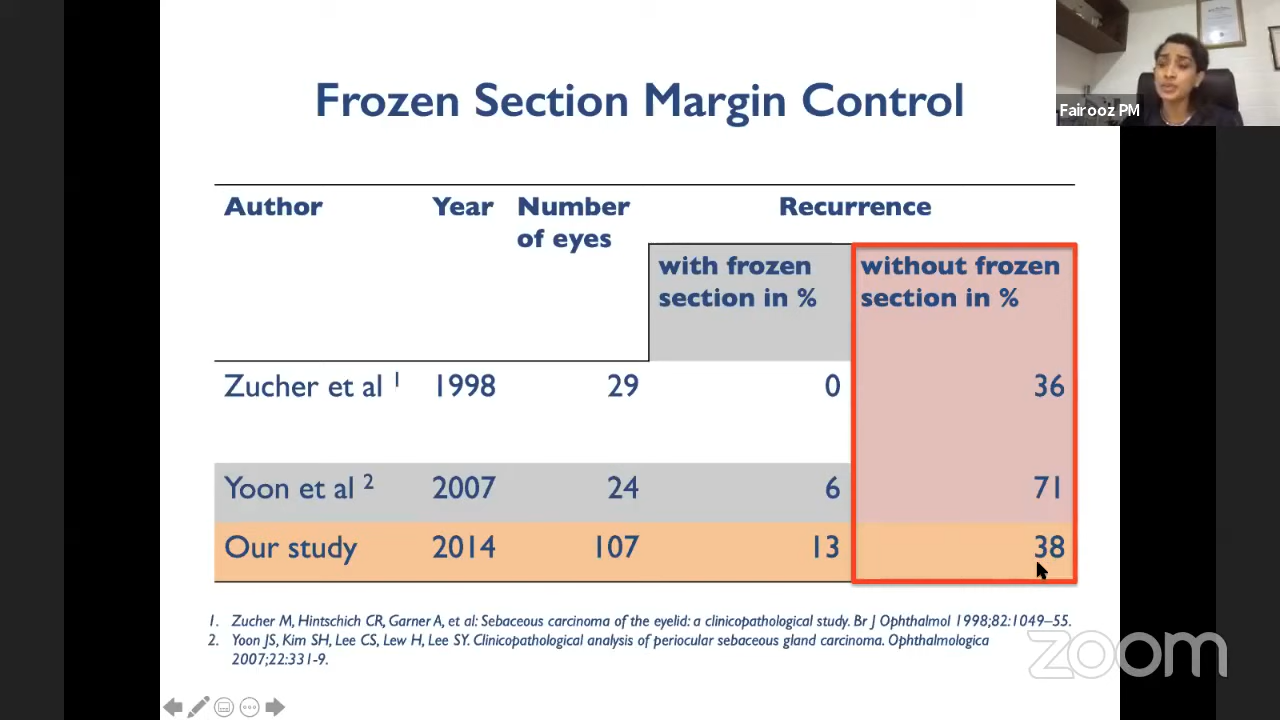 Frozen Section Margin Control
Fairooz PM
Author Year Number of eyes Recurrence
with frozen section in % without frozen section in %
Zucher et al 1 1998 29 0 36
Yoon et al 2 2007 24 6 71
Our study 2014 107 13 38
1. Zucher M, Hintschich CR, Garner A, et al: Sebaceous carcinoma of the eyelid: a clinicopathological study. Br J Ophthalmol 1998;82:1049–55.
2. Yoon JS, Kim SH, Lee CS, Lew H, Lee SY. Clinicopathological analysis of periocular sebaceous gland carcinoma. Ophthalmologica
2007;22:331-9.
zoom